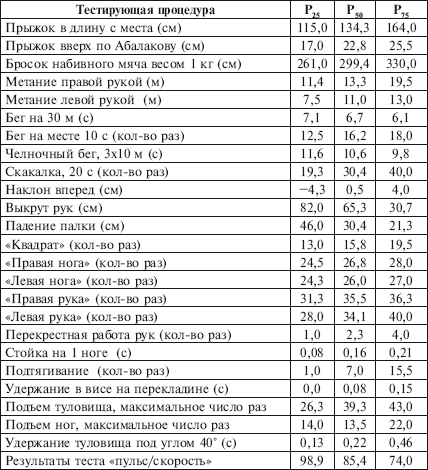 Тестирующая процедура P25 P50 P75
Прыжок в длину с места (см) 115,0 134,3 164,0
Прыжок вверх по Абалакову (см) 17,0 22,8 25,5
Бросок набивного мяча весом 1 кг (см) 261,0 299,4 330,0
Метание правой рукой (м) 11,4 13,3 19,5
Метание левой рукой (м) 7,5 11,0 13,0
Бег на 30 м (с) 7,1 6,7 6,1
Бег на месте 10 с (кол-во раз) 12,5 16,2 18,0
Челночный бег, 3х10 м (с) 11,6 10,6 9,8
Скакалка, 20 с (кол-во раз) 19,3 30,4 40,0
Наклон вперед (см) −4,3 0,5 4,0
Выкрут рук (см) 82,0 65,3 30,7
Падение палки (см) 46,0 30,4 21,3
«Квадрат» (кол-во раз) 13,0 15,8 19,5
«Правая нога» (кол-во раз) 24,5 26,8 28,0
«Левая нога» (кол-во раз) 24,3 26,0 27,0
«Правая рука» (кол-во раз) 31,3 35,5 36,3
«Левая рука» (кол-во раз) 28,0 34,1 40,0
Перекрестная работа рук (кол-во раз) 1,0 2,3 4,0
Стойка на 1 ноге (с) 0,08 0,16 0,21
Подтягивание (кол-во раз) 1,0 7,0 15,5
Удержание в висе на перекладине (с) 0,0 0,08 0,15
Подъем туловища, максимальное число раз 26,3 39,3 43,0
Подъем ног, максимальное число раз 14,0 13,5 22,0
Удержание туловища под углом 40° (с) 0,13 0,22 0,46
Результаты теста «пульс/скорость» 98,9 85,4 74,0